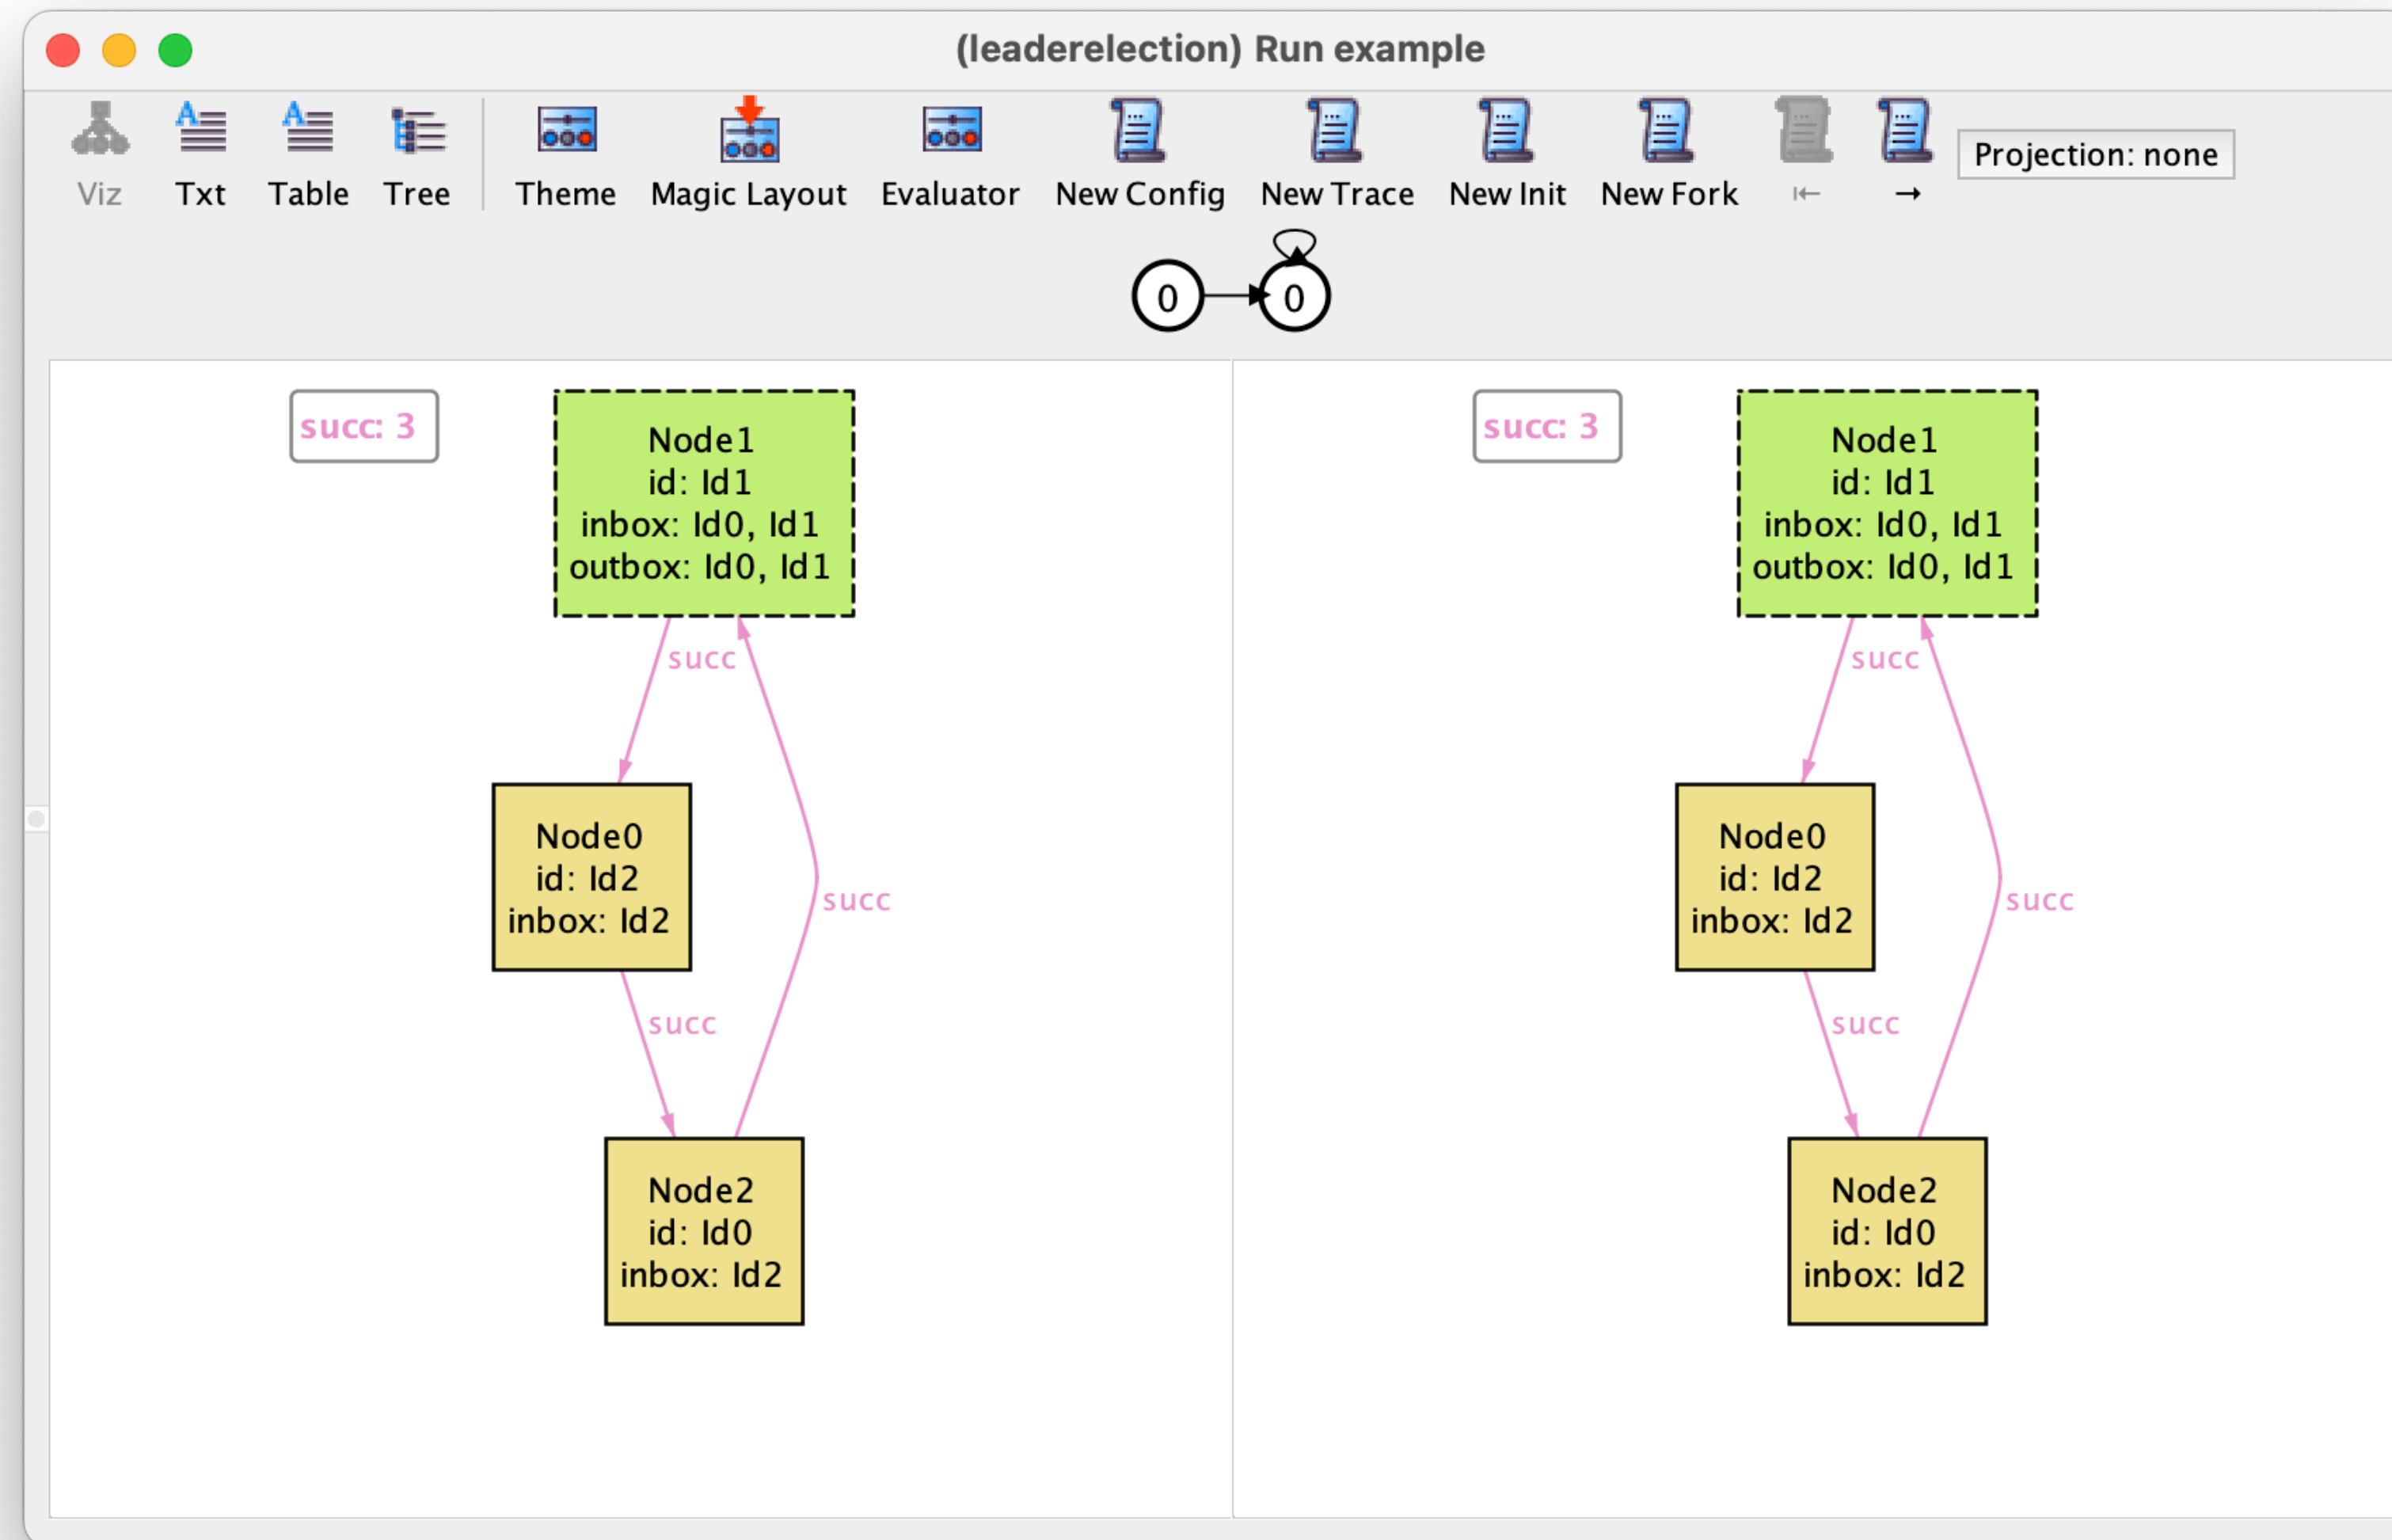 (leaderelection) Run example
Viz Txt Table Tree Theme Magic Layout Evaluator New Config New Trace New Init New Fork Projection: none
0 0
succ: 3
Node1
id: Id1
inbox: Id0, Id1
outbox: Id0, Id1
succ
Node0
id: Id2
inbox: Id2
succ
succ
Node2
id: Id0
inbox: Id2
succ: 3
Node1
id: Id1
inbox: Id0, Id1
outbox: Id0, Id1
succ
Node0
id: Id2
inbox: Id2
succ
succ
Node2
id: Id0
inbox: Id2